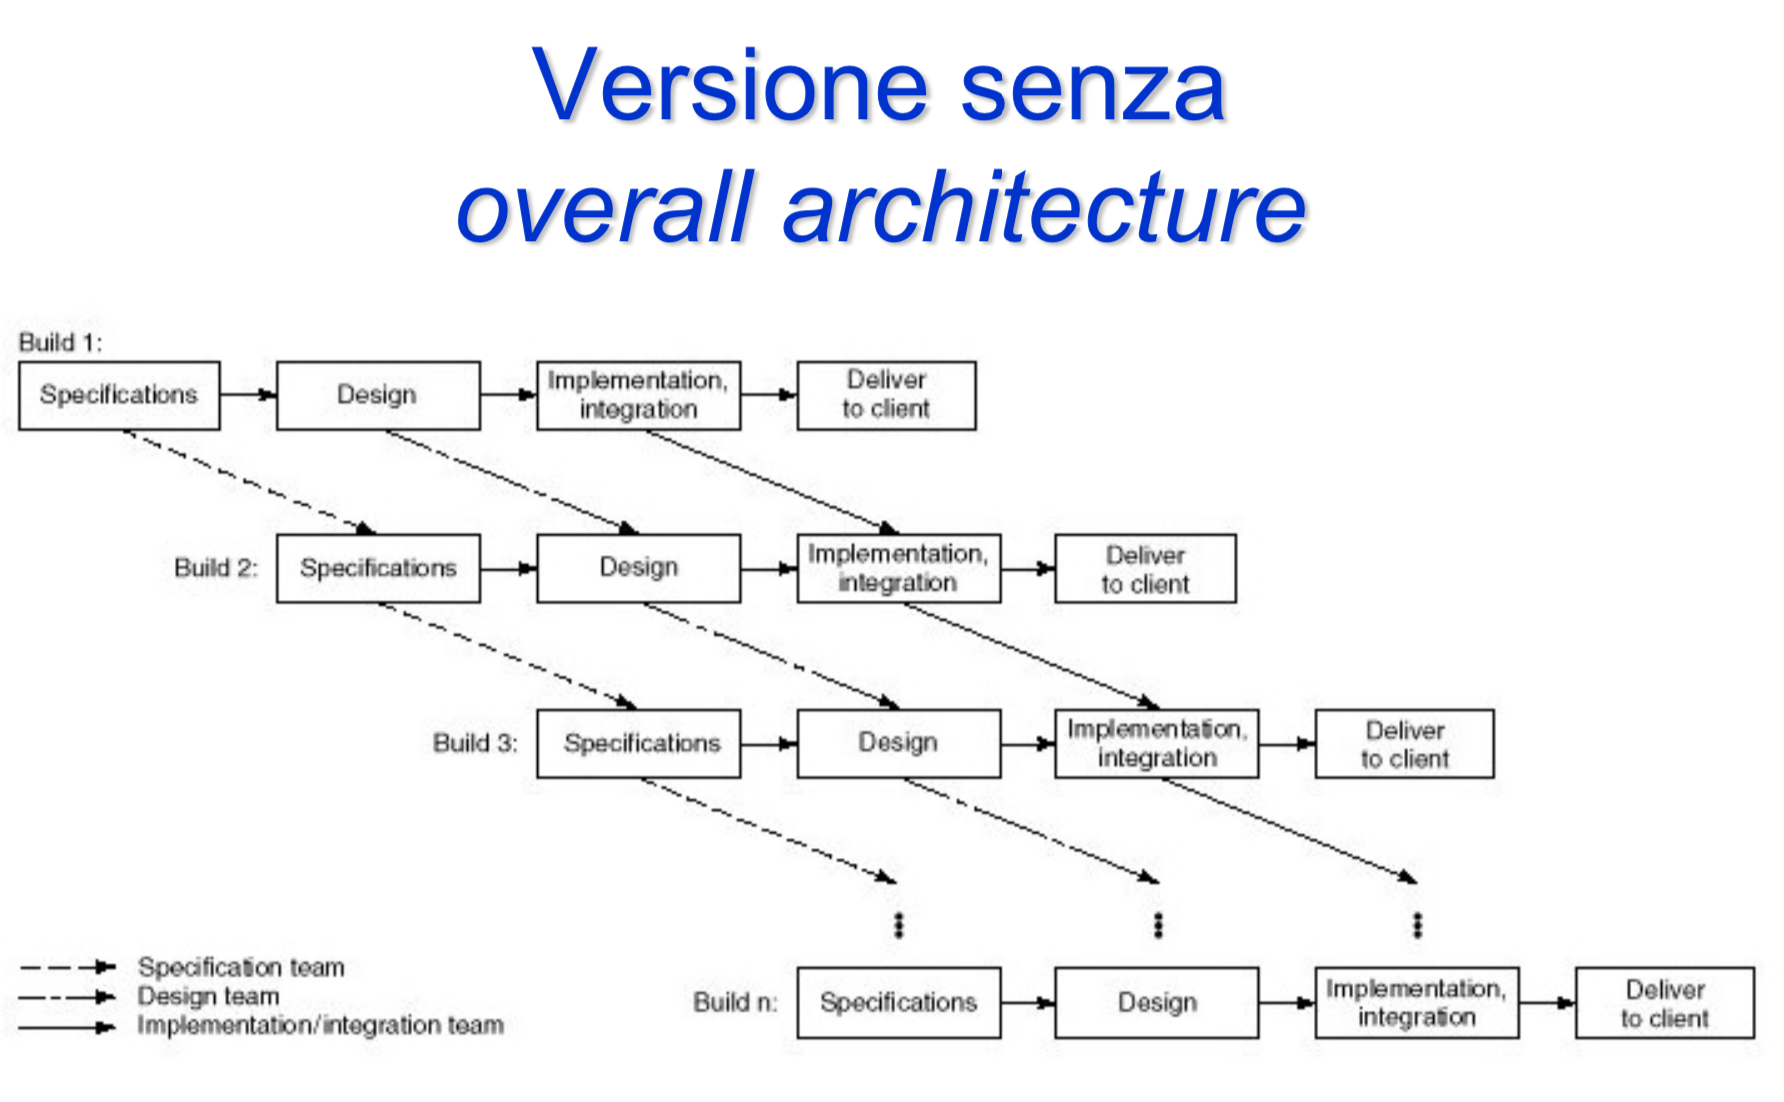 Versione senza
overall architecture
Build 1:
Specifications
Design
Implementation,
integration
Deliver
to client
Build 2:
Specifications
Design
Implementation,
integration
Deliver
to client
Build 3:
Specifications
Design
Implementation,
integration
Deliver
to client
Build n:
Specifications
Design
Implementation,
integration
Deliver
to client
Specification team
Design team
Implementation/integration team